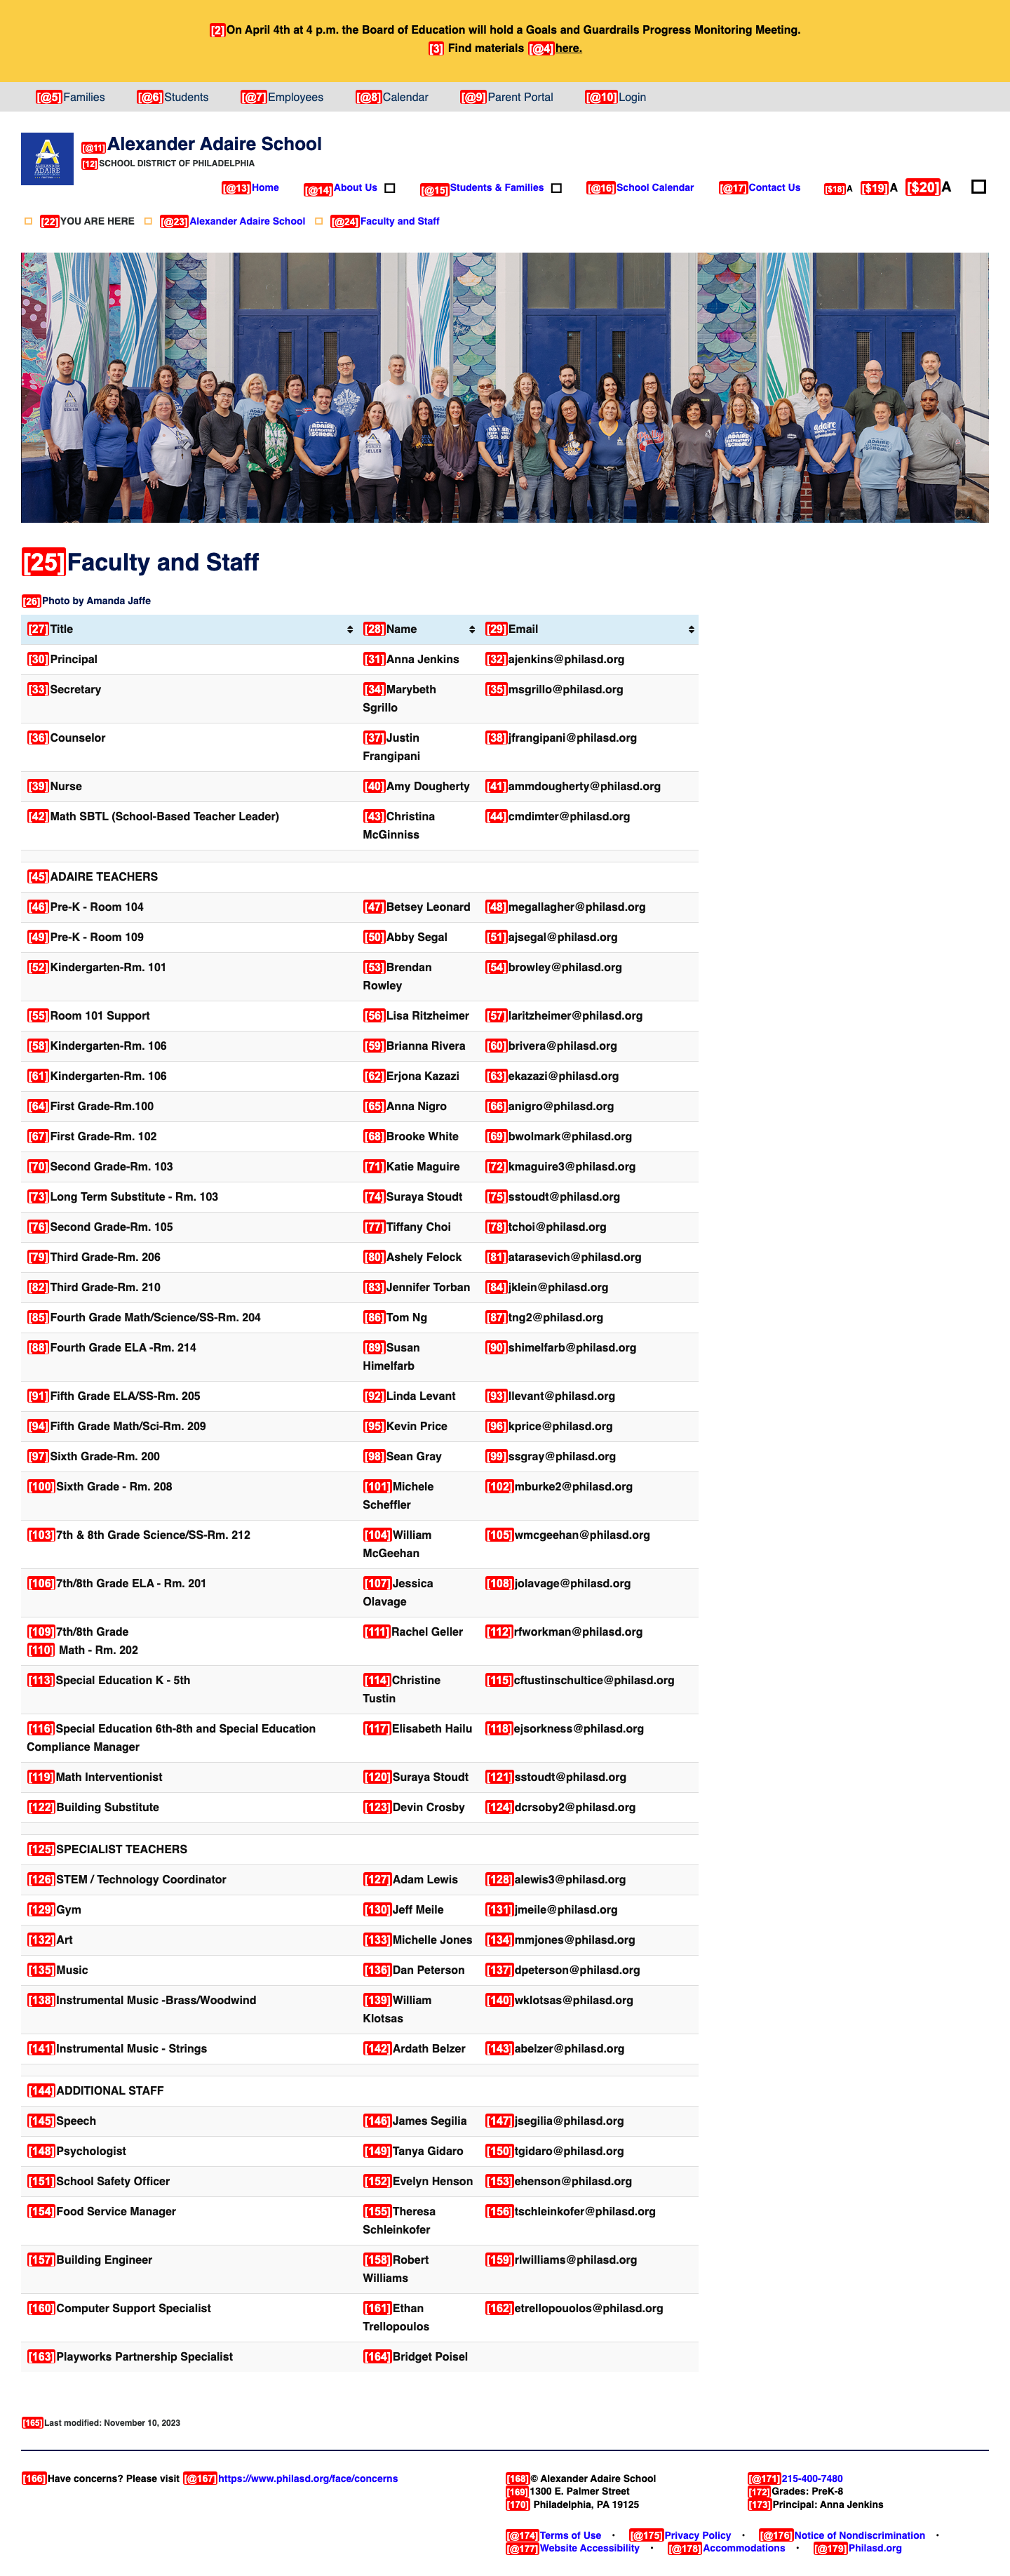 [2]On April 4th at 4 p.m. the Board of Education will hold a Goals and Guardrails Progress Monitoring Meeting.
[3] Find materials [@4]here.
[@5]Families [@6]Students [@7]Employees [@8]Calendar [@9]Parent Portal [@10]Login
ALEXANDER ADAIRE
[@11]Alexander Adaire School
[12]SCHOOL DISTRICT OF PHILADELPHIA
[@13]Home [@14]About Us [@15]Students & Families [@16]School Calendar [@17]Contact Us [$18]A [$19]A [$20]A
[22]YOU ARE HERE [@23]Alexander Adaire School [@24]Faculty and Staff
[25]Faculty and Staff
[26]Photo by Amanda Jaffe
[27]Title [28]Name [29]Email
[30]Principal [31]Anna Jenkins [32]ajenkins@philasd.org
[33]Secretary [34]Marybeth [35]msgrillo@philasd.org
Sgrillo
[36]Counselor [37]Justin [38]jfrangipani@philasd.org
Frangipani
[39]Nurse [40]Amy Dougherty [41]ammdougherty@philasd.org
[42]Math SBTL (School-Based Teacher Leader) [43]Christina [44]cmdimter@philasd.org
McGinniss
[45]ADAIRE TEACHERS
[46]Pre-K - Room 104 [47]Betsey Leonard [48]megallagher@philasd.org
[49]Pre-K - Room 109 [50]Abby Segal [51]ajsegal@philasd.org
[52]Kindergarten-Rm. 101 [53]Brendan [54]browley@philasd.org
Rowley
[55]Room 101 Support [56]Lisa Ritzheimer [57]laritzheimer@philasd.org
[58]Kindergarten-Rm. 106 [59]Brianna Rivera [60]brivera@philasd.org
[61]Kindergarten-Rm. 106 [62]Erjona Kazazi [63]ekazazi@philasd.org
[64]First Grade-Rm.100 [65]Anna Nigro [66]anigro@philasd.org
[67]First Grade-Rm. 102 [68]Brooke White [69]bwolmark@philasd.org
[70]Second Grade-Rm. 103 [71]Katie Maguire [72]kmaguire3@philasd.org
[73]Long Term Substitute - Rm. 103 [74]Suraya Stoudt [75]sstoudt@philasd.org
[76]Second Grade-Rm. 105 [77]Tiffany Choi [78]tchoi@philasd.org
[79]Third Grade-Rm. 206 [80]Ashely Felock [81]atarasevich@philasd.org
[82]Third Grade-Rm. 210 [83]Jennifer Torban [84]jklein@philasd.org
[85]Fourth Grade Math/Science/SS-Rm. 204 [86]Tom Ng [87]tng2@philasd.org
[88]Fourth Grade ELA -Rm. 214 [89]Susan [90]shimelfarb@philasd.org
Himelfarb
[91]Fifth Grade ELA/SS-Rm. 205 [92]Linda Levant [93]llevant@philasd.org
[94]Fifth Grade Math/Sci-Rm. 209 [95]Kevin Price [96]kprice@philasd.org
[97]Sixth Grade-Rm. 200 [98]Sean Gray [99]ssgray@philasd.org
[100]Sixth Grade - Rm. 208 [101]Michele [102]mburke2@philasd.org
Scheffler
[103]7th & 8th Grade Science/SS-Rm. 212 [104]William [105]wmcgeehan@philasd.org
McGeehan
[106]7th/8th Grade ELA - Rm. 201 [107]Jessica [108]jolavage@philasd.org
Olavage
[109]7th/8th Grade [111]Rachel Geller [112]rfworkman@philasd.org
[110] Math - Rm. 202
[113]Special Education K - 5th [114]Christine [115]cftustinschultice@philasd.org
Tustin
[116]Special Education 6th-8th and Special Education [117]Elisabeth Hailu [118]ejsorkness@philasd.org
Compliance Manager
[119]Math Interventionist [120]Suraya Stoudt [121]sstoudt@philasd.org
[122]Building Substitute [123]Devin Crosby [124]dcrsoby2@philasd.org
[125]SPECIALIST TEACHERS
[126]STEM / Technology Coordinator [127]Adam Lewis [128]alewis3@philasd.org
[129]Gym [130]Jeff Meile [131]jmeile@philasd.org
[132]Art [133]Michelle Jones [134]mmjones@philasd.org
[135]Music [136]Dan Peterson [137]dpeterson@philasd.org
[138]Instrumental Music -Brass/Woodwind [139]William [140]wklotsas@philasd.org
Klotsas
[141]Instrumental Music - Strings [142]Ardath Belzer [143]abelzer@philasd.org
[144]ADDITIONAL STAFF
[145]Speech [146]James Segilia [147]jsegilia@philasd.org
[148]Psychologist [149]Tanya Gidaro [150]tgidaro@philasd.org
[151]School Safety Officer [152]Evelyn Henson [153]ehenson@philasd.org
[154]Food Service Manager [155]Theresa [156]tschleinkofer@philasd.org
Schleinkofer
[157]Building Engineer [158]Robert [159]rlwilliams@philasd.org
Williams
[160]Computer Support Specialist [161]Ethan [162]etrellopouolos@philasd.org
Trellopoulos
[163]Playworks Partnership Specialist [164]Bridget Poisel
[165]Last modified: November 10, 2023
[166]Have concerns? Please visit [@167]https://www.philasd.org/face/concerns
[168]© Alexander Adaire School
[169]1300 E. Palmer Street
[170] Philadelphia, PA 19125
[@171]215-400-7480
[172]Grades: PreK-8
[173]Principal: Anna Jenkins
[@174]Terms of Use · [@175]Privacy Policy · [@176]Notice of Nondiscrimination ·
[@177]Website Accessibility · [@178]Accommodations · [@179]Philasd.org